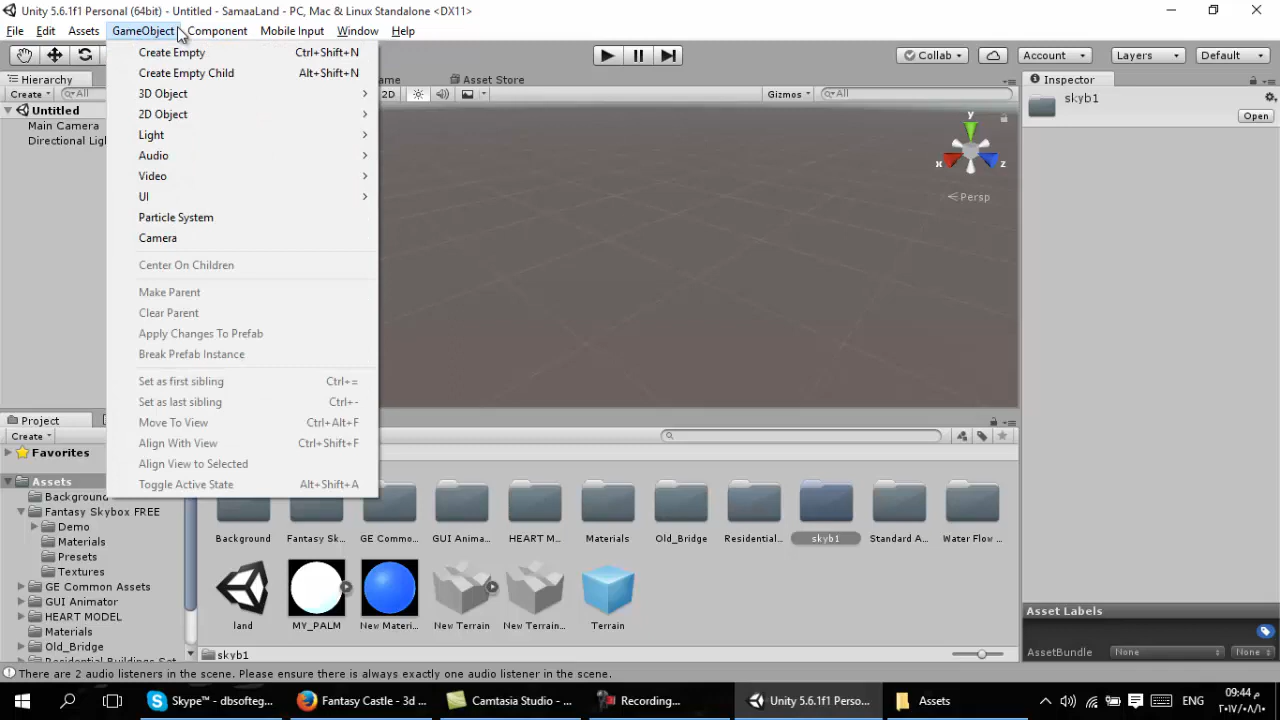 Unity 5.6.1f1 Personal (64bit) - Untitled - SamaaLand - PC, Mac & Linux Standalone <DX11>
File Edit Assets GameObject Component Mobile Input Window Help
Create Empty Ctrl+Shift+N
Create Empty Child Alt+Shift+N
3D Object
2D Object
Light
Audio
Video
UI
Particle System
Camera
Center On Children
Make Parent
Clear Parent
Apply Changes To Prefab
Break Prefab Instance
Set as first sibling Ctrl+=
Set as last sibling Ctrl+-
Move To View Ctrl+Alt+F
Align With View Ctrl+Shift+F
Align View to Selected
Toggle Active State Alt+Shift+A
Collab Account Layers Default
Hierarchy
Create All
Untitled
Main Camera
Directional Ligh
ame Asset Store
2D Gizmos All
y
x z
Persp
Inspector
skyb1
Open
Project
Create
Favorites
Assets
Background
Fantasy Skybox FREE
Demo
Materials
Presets
Textures
GE Common Assets
GUI Animator
HEART MODEL
Materials
Old_Bridge
Residential Buildings Set
Background Fantasy Sk... GE Commo... GUI Anima... HEART M... Materials Old_Bridge Residential... skyb1 Standard A... Water Flow ...
land MY_PALM New Materi... New Terrain New Terrain... Terrain
skyb1
Asset Labels
AssetBundle None None
There are 2 audio listeners in the scene. Please ensure there is always exactly one audio listener in the scene.
Skype™ - dbsofteg... Fantasy Castle - 3d ... Camtasia Studio - ... Recording... Unity 5.6.1f1 Perso... Assets
ENG
09:44 م
٢٠١٧/٠٨/١٠